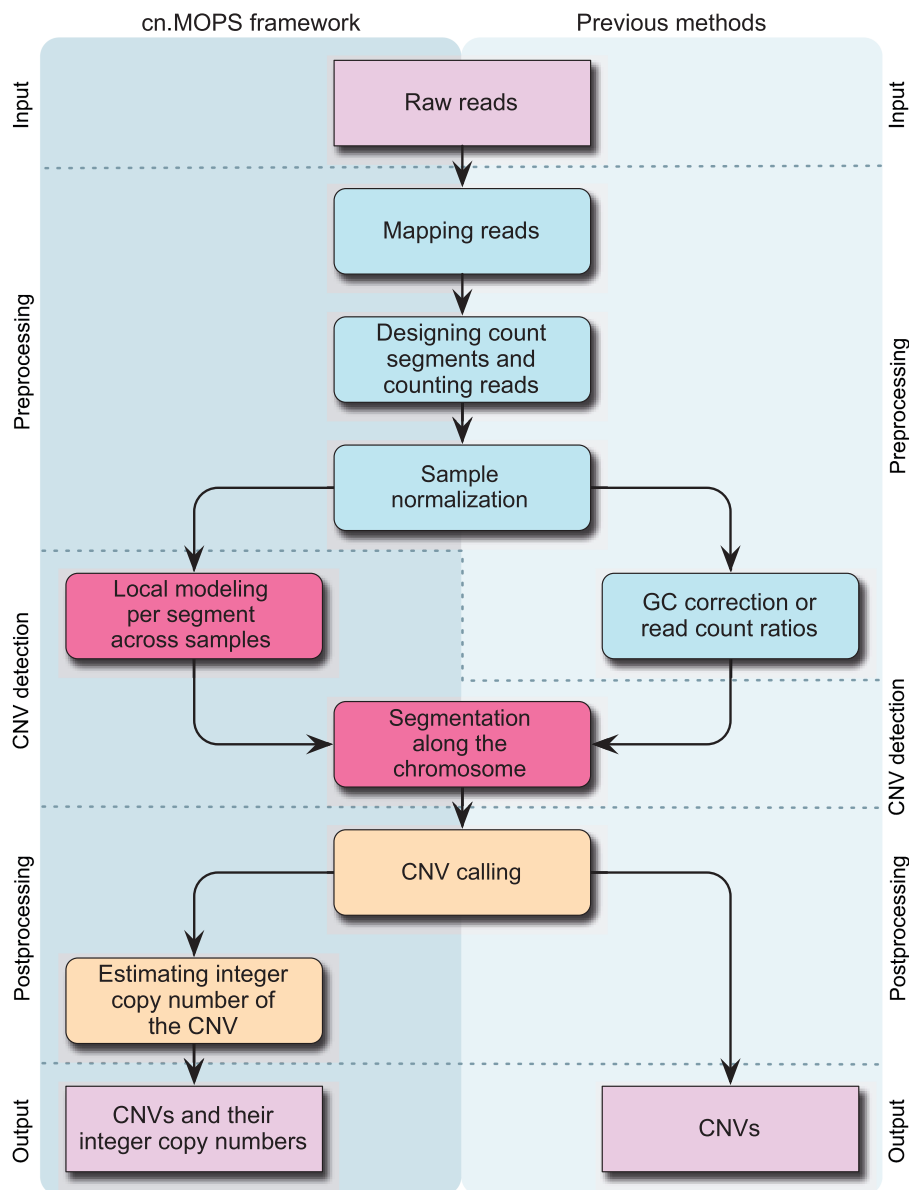 cn.MOPS framework
Previous methods
Input
Input
Raw reads
Preprocessing
Preprocessing
Mapping reads
Designing count
segments and
counting reads
Sample
normalization
CNV detection
CNV detection
Local modeling
per segment
across samples
GC correction or
read count ratios
Segmentation
along the
chromosome
Postprocessing
Postprocessing
CNV calling
Estimating integer
copy number of
the CNV
Output
Output
CNVs and their
integer copy numbers
CNVs